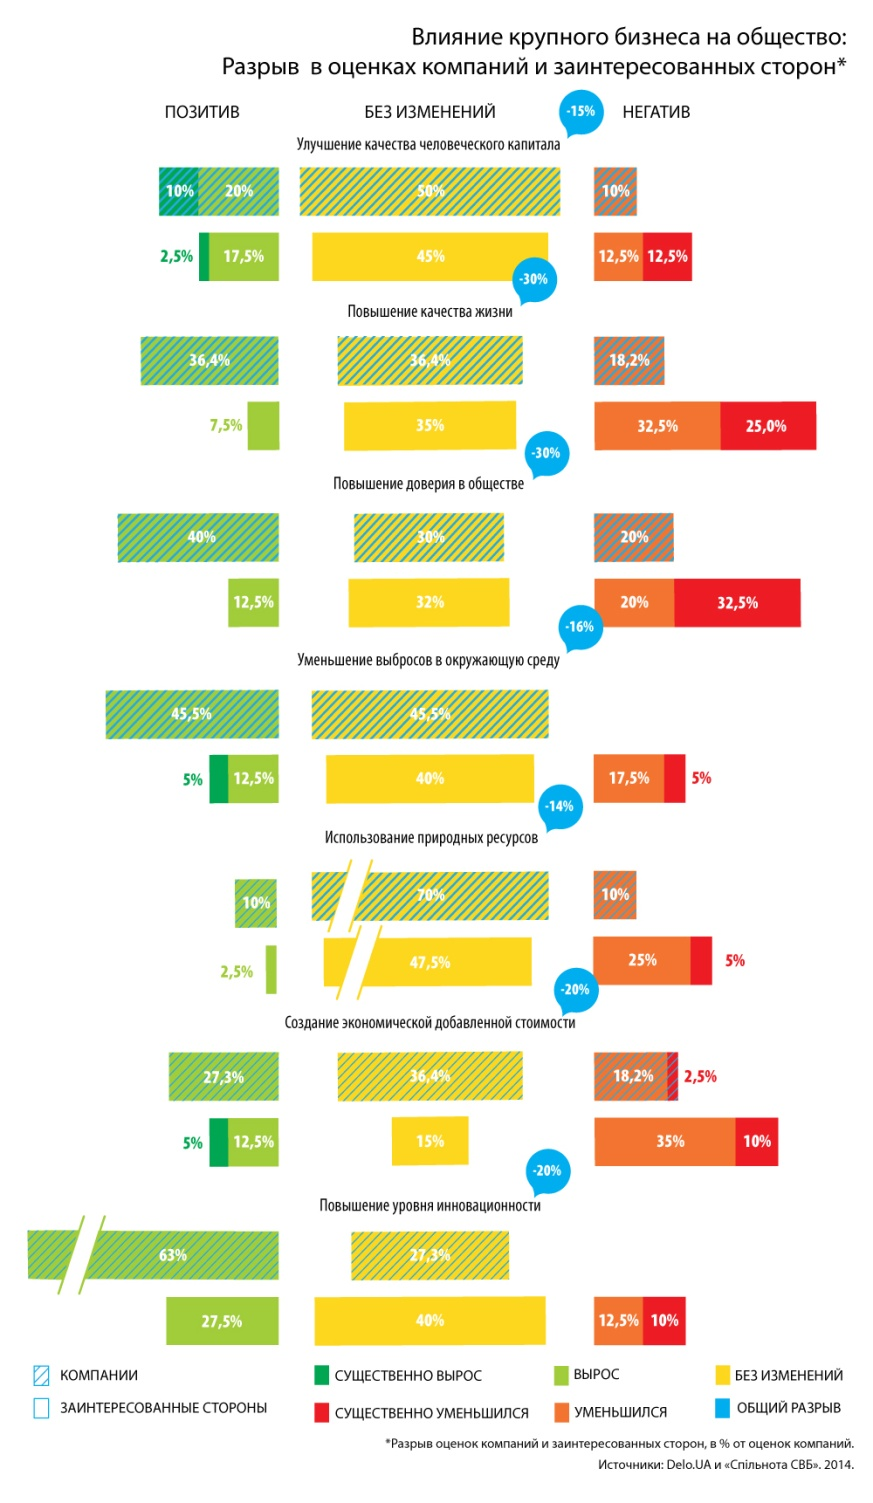 Влияние крупного бизнеса на общество:
Разрыв в оценках компаний и заинтересованных сторон*
ПОЗИТИВ БЕЗ ИЗМЕНЕНИЙ -15% НЕГАТИВ
Улучшение качества человеческого капитала
10% 20% 50% 10%
2,5% 17,5% 45% 12,5% 12,5%
-30%
Повышение качества жизни
36,4% 36,4% 18,2%
7,5% 35% 32,5% 25,0%
-30%
Повышение доверия в обществе
40% 30% 20%
12,5% 32% 20% 32,5%
-16%
Уменьшение выбросов в окружающую среду
45,5% 45,5%
5% 12,5% 40% 17,5% 5%
-14%
Использование природных ресурсов
10% 70% 10%
2,5% 47,5% 25% 5%
-20%
Создание экономической добавленной стоимости
27,3% 36,4% 18,2% 2,5%
5% 12,5% 15% 35% 10%
-20%
Повышение уровня инновационности
63% 27,3%
27,5% 40% 12,5% 10%
КОМПАНИИ СУЩЕСТВЕННО ВЫРОС ВЫРОС БЕЗ ИЗМЕНЕНИЙ
ЗАИНТЕРЕСОВАННЫЕ СТОРОНЫ СУЩЕСТВЕННО УМЕНЬШИЛСЯ УМЕНЬШИЛСЯ ОБЩИЙ РАЗРЫВ
*Разрыв оценок компаний и заинтересованных сторон, в % от оценок компаний.
Источники: Delo.UA и «Спільнота СВБ». 2014.